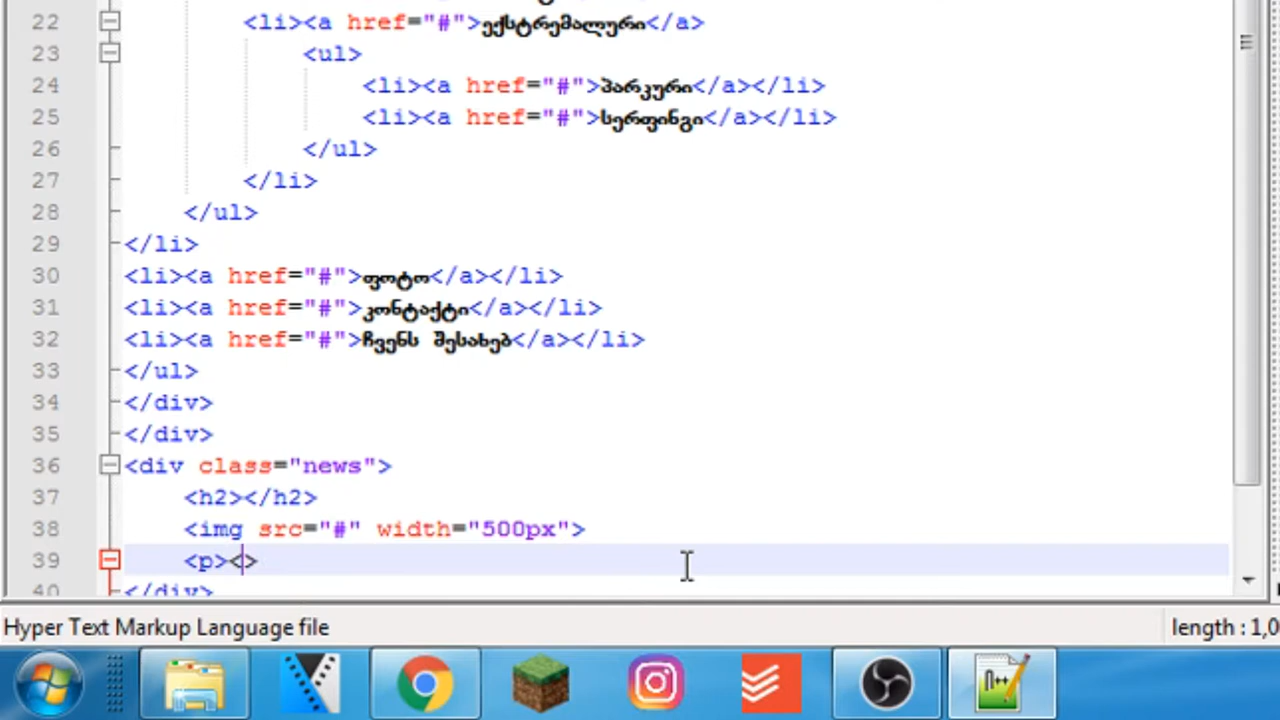 22 <li><a href="#">ექსტრემალური</a>
23 <ul>
24 <li><a href="#">პარკური</a></li>
25 <li><a href="#">სერფინგი</a></li>
26 </ul>
27 </li>
28 </ul>
29 </li>
30 <li><a href="#">ფოტო</a></li>
31 <li><a href="#">კონტაქტი</a></li>
32 <li><a href="#">ჩვენს შესახებ</a></li>
33 </ul>
34 </div>
35 </div>
36 <div class="news">
37 <h2></h2>
38 <img src="#" width="500px">
39 <p><>
40 </div>
Hyper Text Markup Language file length : 1,0